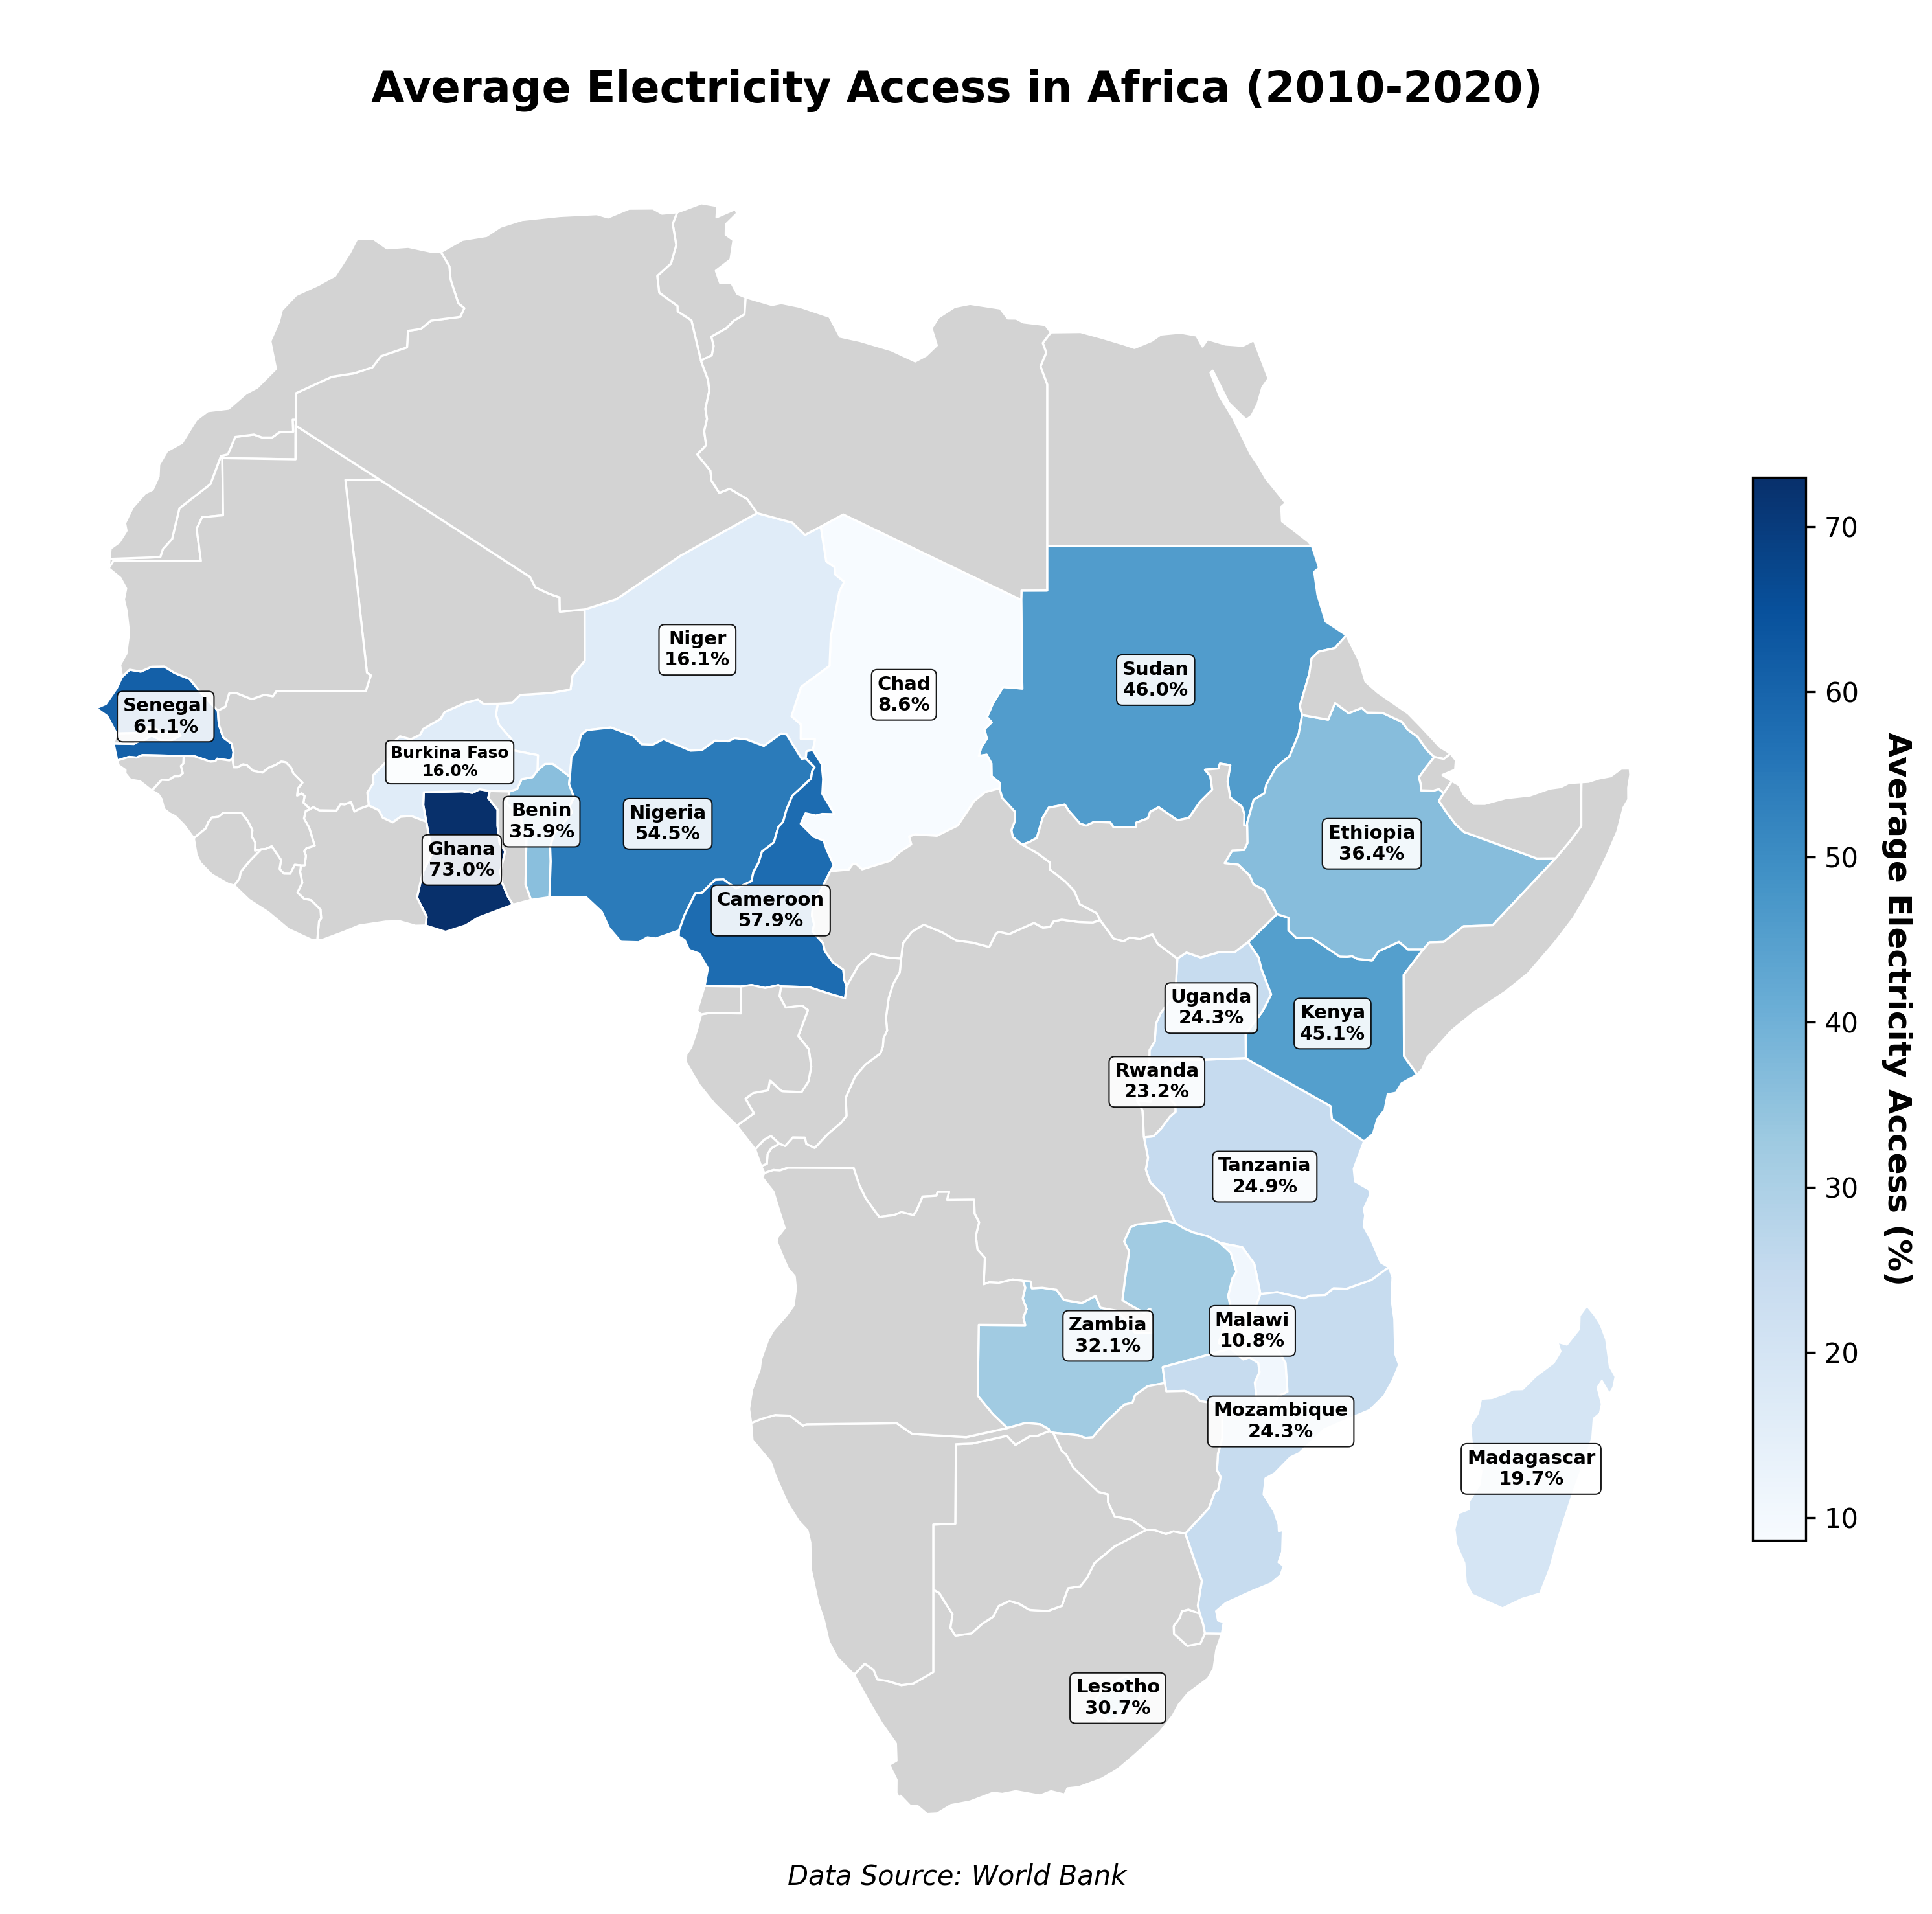 Average Electricity Access in Africa (2010-2020)
Niger
16.1%
Chad
8.6%
Sudan
46.0%
Senegal
61.1%
Burkina Faso
16.0%
Benin
35.9%
Nigeria
54.5%
Ghana
73.0%
Ethiopia
36.4%
Cameroon
57.9%
Uganda
24.3%
Kenya
45.1%
Rwanda
23.2%
Tanzania
24.9%
Zambia
32.1%
Malawi
10.8%
Mozambique
24.3%
Madagascar
19.7%
Lesotho
30.7%
70
60
50
40
30
20
10
Average Electricity Access (%)
Data Source: World Bank